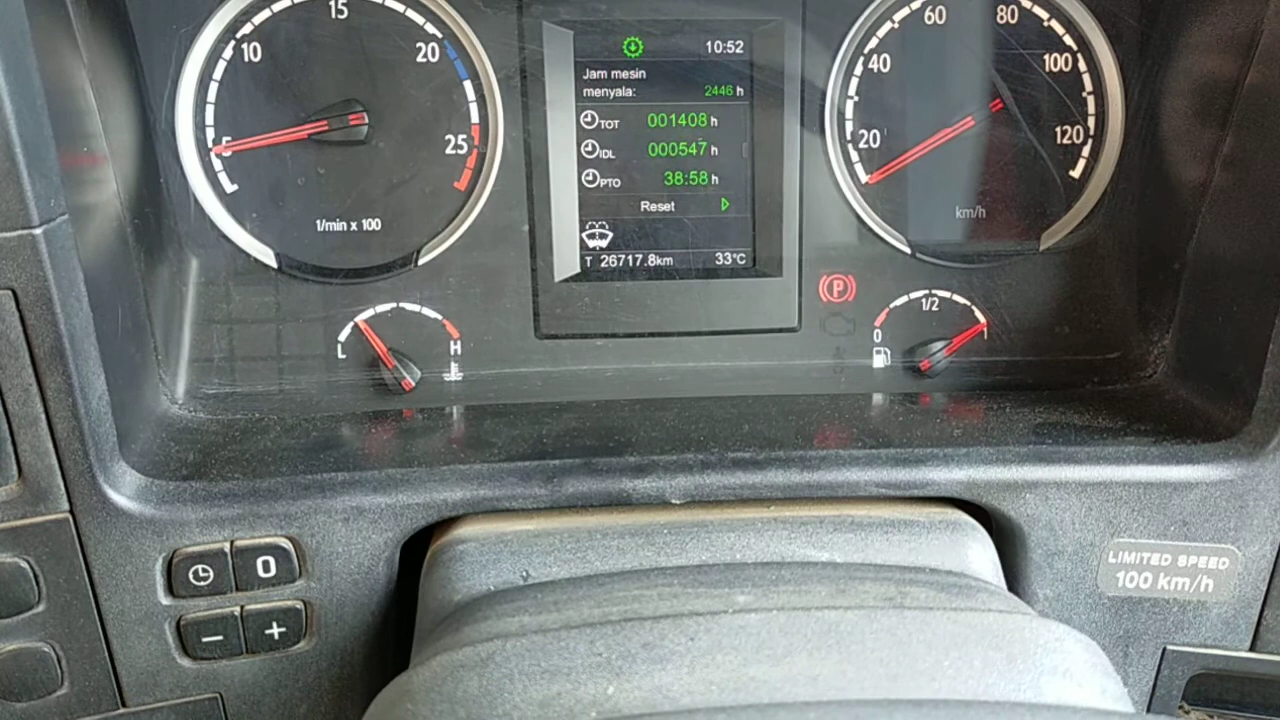 15
10
20
5
25
1/min x 100
10:52
Jam mesin
menyala: 2446 h
TOT 001408 h
IDL 000547 h
PTO 38:58 h
Reset
T 26717.8km 33°C
60 80
40 100
20 120
km/h
L H
P
1/2
0 1
0
− +
LIMITED SPEED
100 km/h